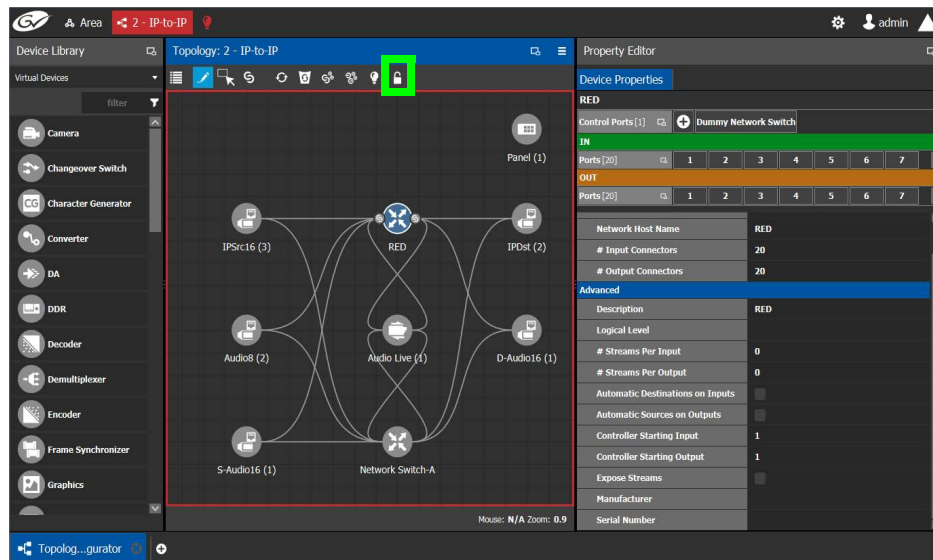 GV Area 2 - IP-to-IP admin
Device Library
Virtual Devices
filter
Camera
Changeover Switch
CG Character Generator
Converter
DA
DDR
Decoder
Demultiplexer
Encoder
Frame Synchronizer
Graphics
Topology: 2 - IP-to-IP
Panel (1)
IPSrc16 (3)
RED
IPDst (2)
Audio8 (2)
Audio Live (1)
D-Audio16 (1)
S-Audio16 (1)
Network Switch-A
Mouse: N/A Zoom: 0.9
Property Editor
Device Properties
RED
Control Ports [1] Dummy Network Switch
IN
Ports [20] 1 2 3 4 5 6 7
OUT
Ports [20] 1 2 3 4 5 6 7
Network Host Name RED
# Input Connectors 20
# Output Connectors 20
Advanced
Description RED
Logical Level
# Streams Per Input 0
# Streams Per Output 0
Automatic Destinations on Inputs
Automatic Sources on Outputs
Controller Starting Input 1
Controller Starting Output 1
Expose Streams
Manufacturer
Serial Number
Topolog...gurator